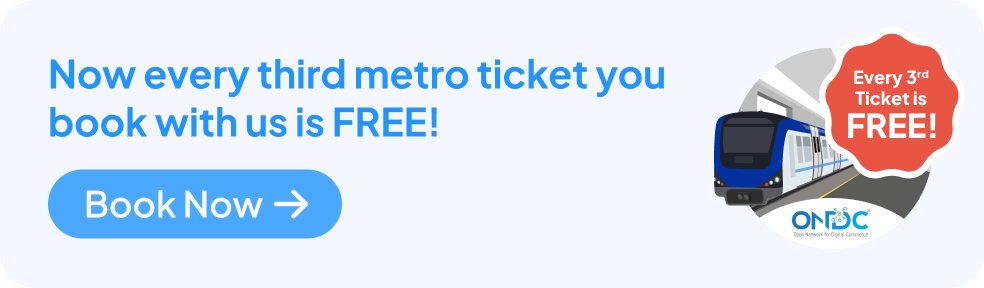 Now every third metro ticket you
book with us is FREE!
Book Now →
Every 3rd
Ticket is
FREE!
ONDC
Open Network for Digital Commerce